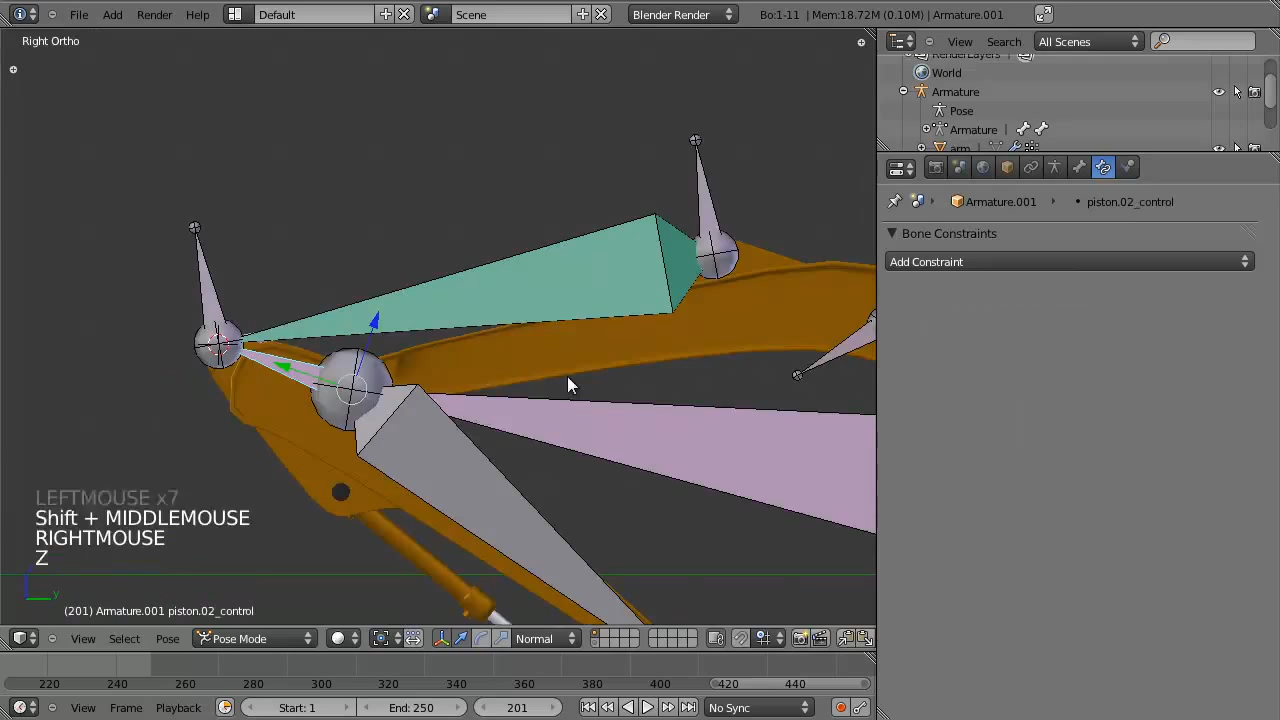 File Add Render Help Default Scene Blender Render Bo:1-11 | Mem:18.72M (0.10M) | Armature.001
Right Ortho
View Search All Scenes
RenderLayers
World
Armature
Pose
Armature
arm
Armature.001 piston.02_control
Bone Constraints
Add Constraint
LEFTMOUSE x7
Shift + MIDDLEMOUSE
RIGHTMOUSE
Z
y
(201) Armature.001 piston.02_control
View Select Pose Pose Mode Normal
220 240 260 280 300 320 340 360 380 400 420 440
View Frame Playback Start: 1 End: 250 201 No Sync